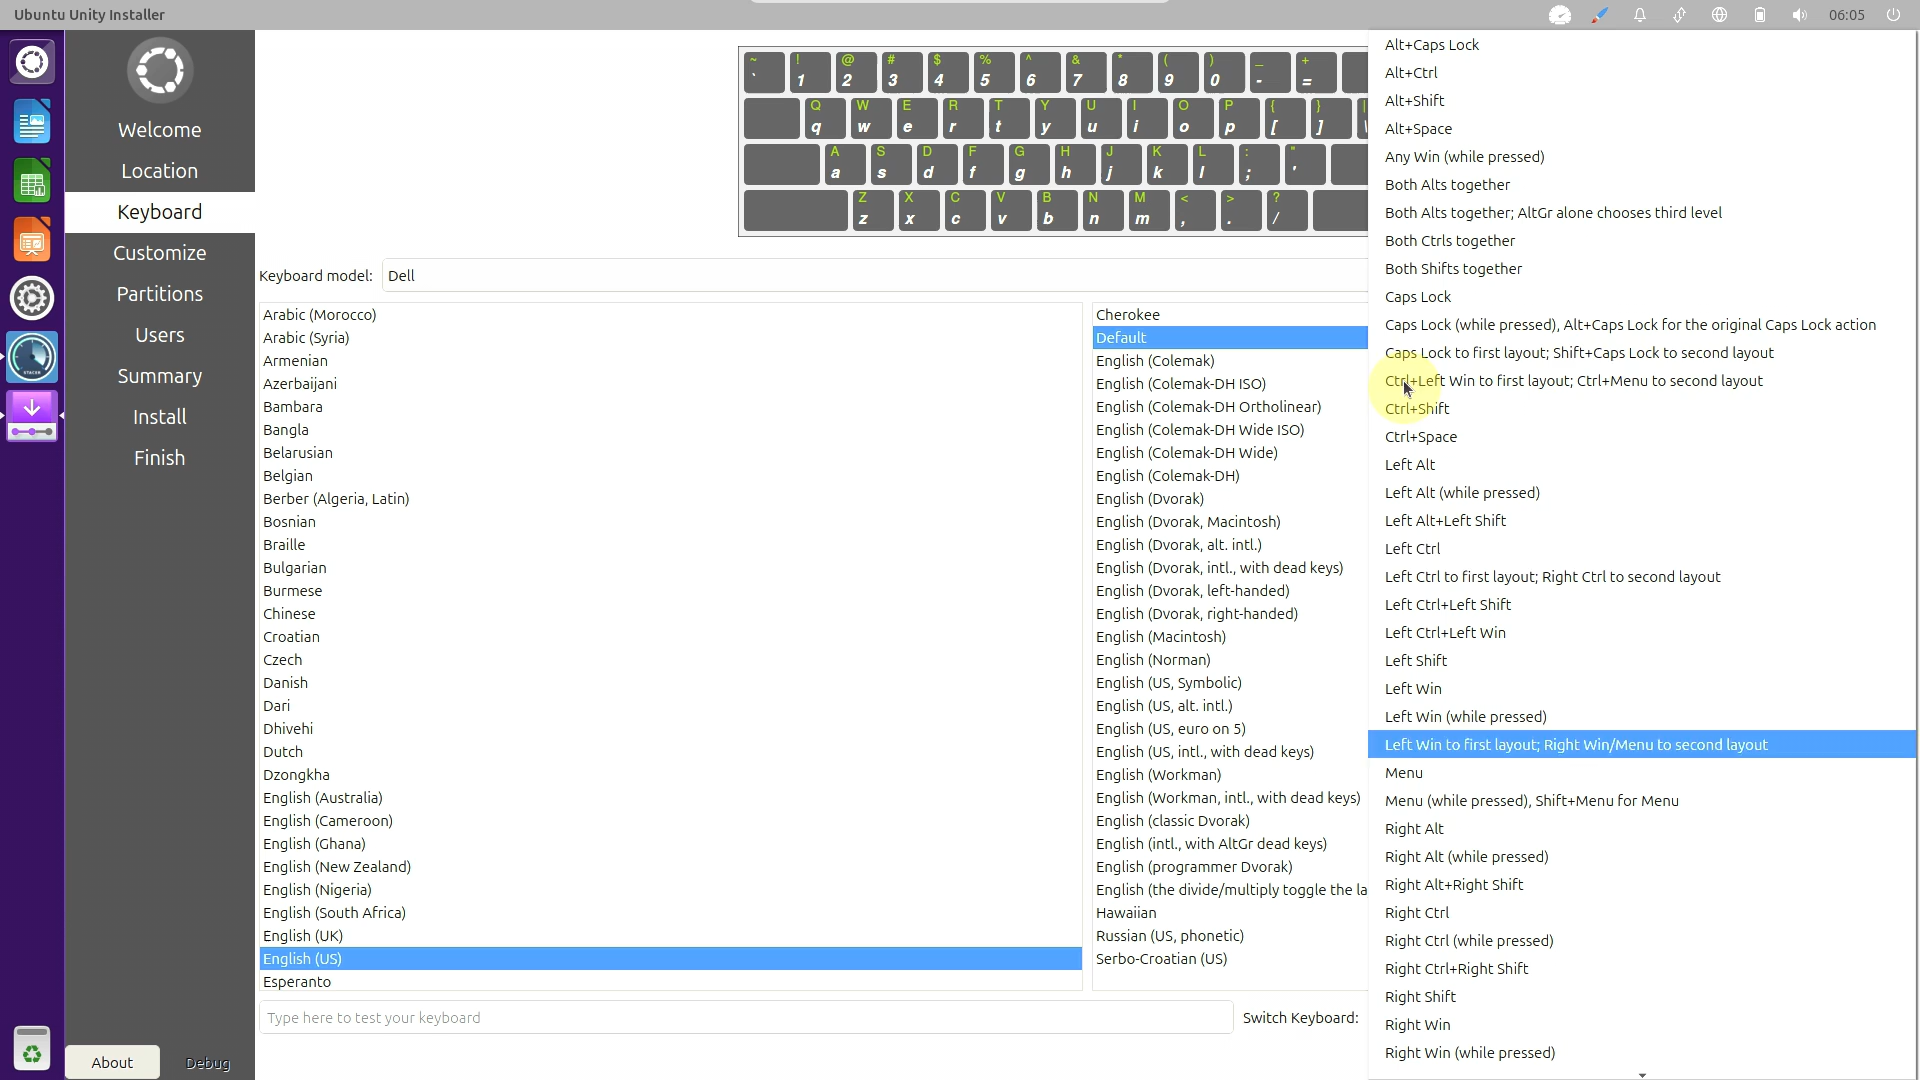 Ubuntu Unity Installer
06:05
Welcome
Location
Keyboard
Customize
Partitions
Users
Summary
Install
Finish
About
Debug
~ ! @ # $ % ^ & * ( ) _ +
` 1 2 3 4 5 6 7 8 9 0 - =
Q W E R T Y U I O P { } |
q w e r t y u i o p [ ] \
A S D F G H J K L : "
a s d f g h j k l ; '
Z X C V B N M < > ?
z x c v b n m , . /
Keyboard model:
Dell
Arabic (Morocco)
Arabic (Syria)
Armenian
Azerbaijani
Bambara
Bangla
Belarusian
Belgian
Berber (Algeria, Latin)
Bosnian
Braille
Bulgarian
Burmese
Chinese
Croatian
Czech
Danish
Dari
Dhivehi
Dutch
Dzongkha
English (Australia)
English (Cameroon)
English (Ghana)
English (New Zealand)
English (Nigeria)
English (South Africa)
English (UK)
English (US)
Esperanto
Cherokee
Default
English (Colemak)
English (Colemak-DH ISO)
English (Colemak-DH Ortholinear)
English (Colemak-DH Wide ISO)
English (Colemak-DH Wide)
English (Colemak-DH)
English (Dvorak)
English (Dvorak, Macintosh)
English (Dvorak, alt. intl.)
English (Dvorak, intl., with dead keys)
English (Dvorak, left-handed)
English (Dvorak, right-handed)
English (Macintosh)
English (Norman)
English (US, Symbolic)
English (US, alt. intl.)
English (US, euro on 5)
English (US, intl., with dead keys)
English (Workman)
English (Workman, intl., with dead keys)
English (classic Dvorak)
English (intl., with AltGr dead keys)
English (programmer Dvorak)
English (the divide/multiply toggle the la
Hawaiian
Russian (US, phonetic)
Serbo-Croatian (US)
Type here to test your keyboard
Switch Keyboard:
Alt+Caps Lock
Alt+Ctrl
Alt+Shift
Alt+Space
Any Win (while pressed)
Both Alts together
Both Alts together; AltGr alone chooses third level
Both Ctrls together
Both Shifts together
Caps Lock
Caps Lock (while pressed), Alt+Caps Lock for the original Caps Lock action
Caps Lock to first layout; Shift+Caps Lock to second layout
Ctrl+Left Win to first layout; Ctrl+Menu to second layout
Ctrl+Shift
Ctrl+Space
Left Alt
Left Alt (while pressed)
Left Alt+Left Shift
Left Ctrl
Left Ctrl to first layout; Right Ctrl to second layout
Left Ctrl+Left Shift
Left Ctrl+Left Win
Left Shift
Left Win
Left Win (while pressed)
Left Win to first layout; Right Win/Menu to second layout
Menu
Menu (while pressed), Shift+Menu for Menu
Right Alt
Right Alt (while pressed)
Right Alt+Right Shift
Right Ctrl
Right Ctrl (while pressed)
Right Ctrl+Right Shift
Right Shift
Right Win
Right Win (while pressed)